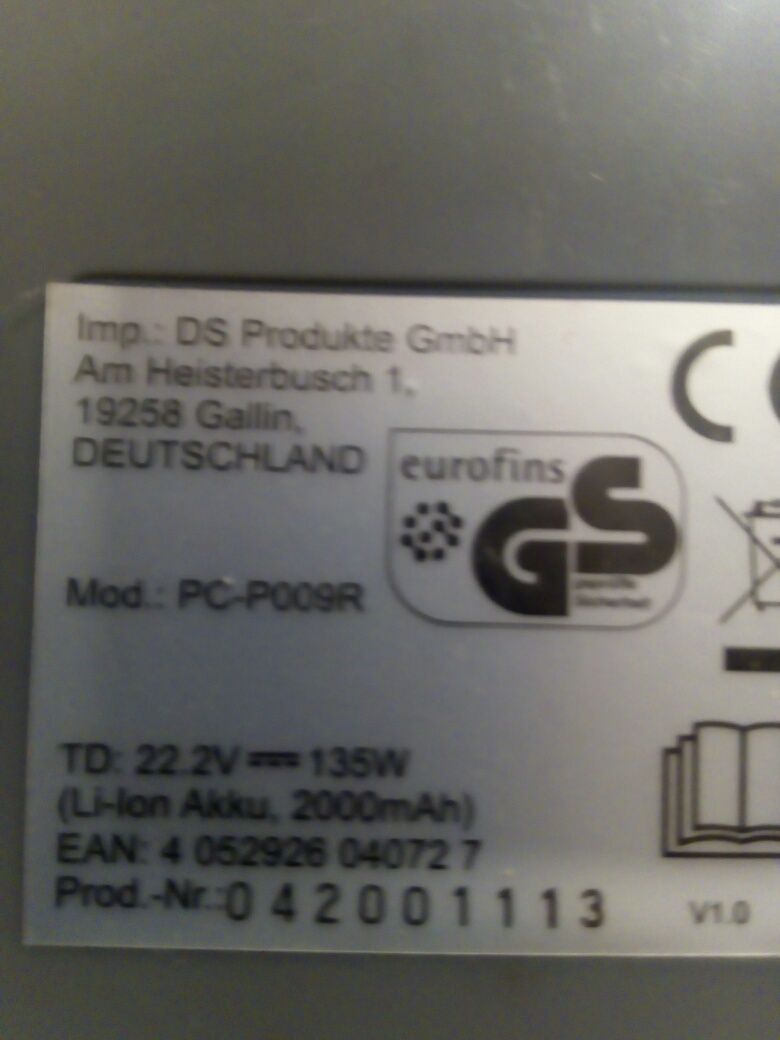 Imp.: DS Produkte GmbH
Am Heisterbusch 1,
19258 Gallin,
DEUTSCHLAND
eurofins
GS
Sicherheit
Mod.: PC-P009R
TD: 22.2V 135W
(Li-Ion Akku, 2000mAh)
EAN: 4 052926 04072 7
Prod.-Nr.:042001113
V1.0